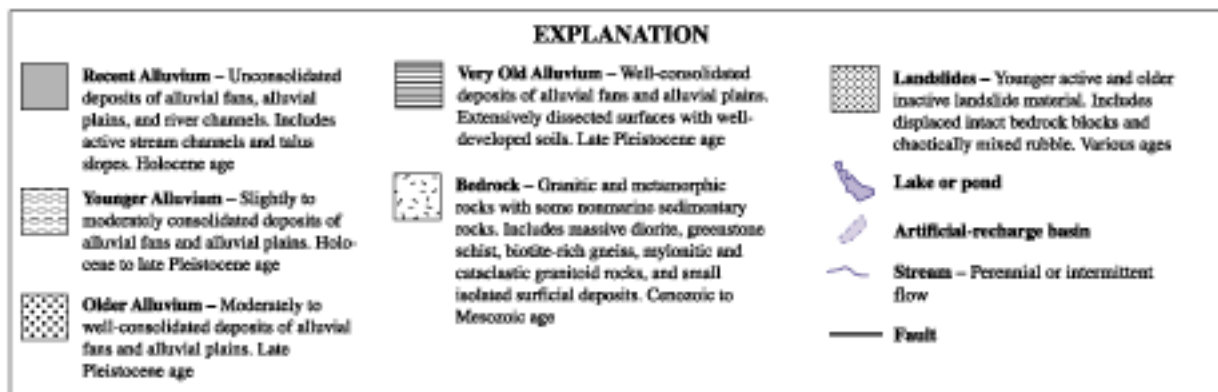 EXPLANATION
Recent Alluvium – Unconsolidated
deposits of alluvial fans, alluvial
plains, and river channels. Includes
active stream channels and talus
slopes. Holocene age
Younger Alluvium – Slightly to
moderately consolidated deposits of
alluvial fans and alluvial plains. Holo-
cene to late Pleistocene age
Older Alluvium – Moderately to
well-consolidated deposits of alluvial
fans and alluvial plains. Late
Pleistocene age
Very Old Alluvium – Well-consolidated
deposits of alluvial fans and alluvial plains.
Extensively dissected surfaces with well-
developed soils. Late Pleistocene age
Bedrock – Granitic and metamorphic
rocks with some nonmarine sedimentary
rocks. Includes massive diorite, greenstone
schist, biotite-rich gneiss, mylonitic and
cataclastic granitoid rocks, and small
isolated surficial deposits. Cenozoic to
Mesozoic age
Landslides – Younger active and older
inactive landslide material. Includes
displaced intact bedrock blocks and
chaotically mixed rubble. Various ages
Lake or pond
Artificial-recharge basin
Stream – Perennial or intermittent
flow
Fault